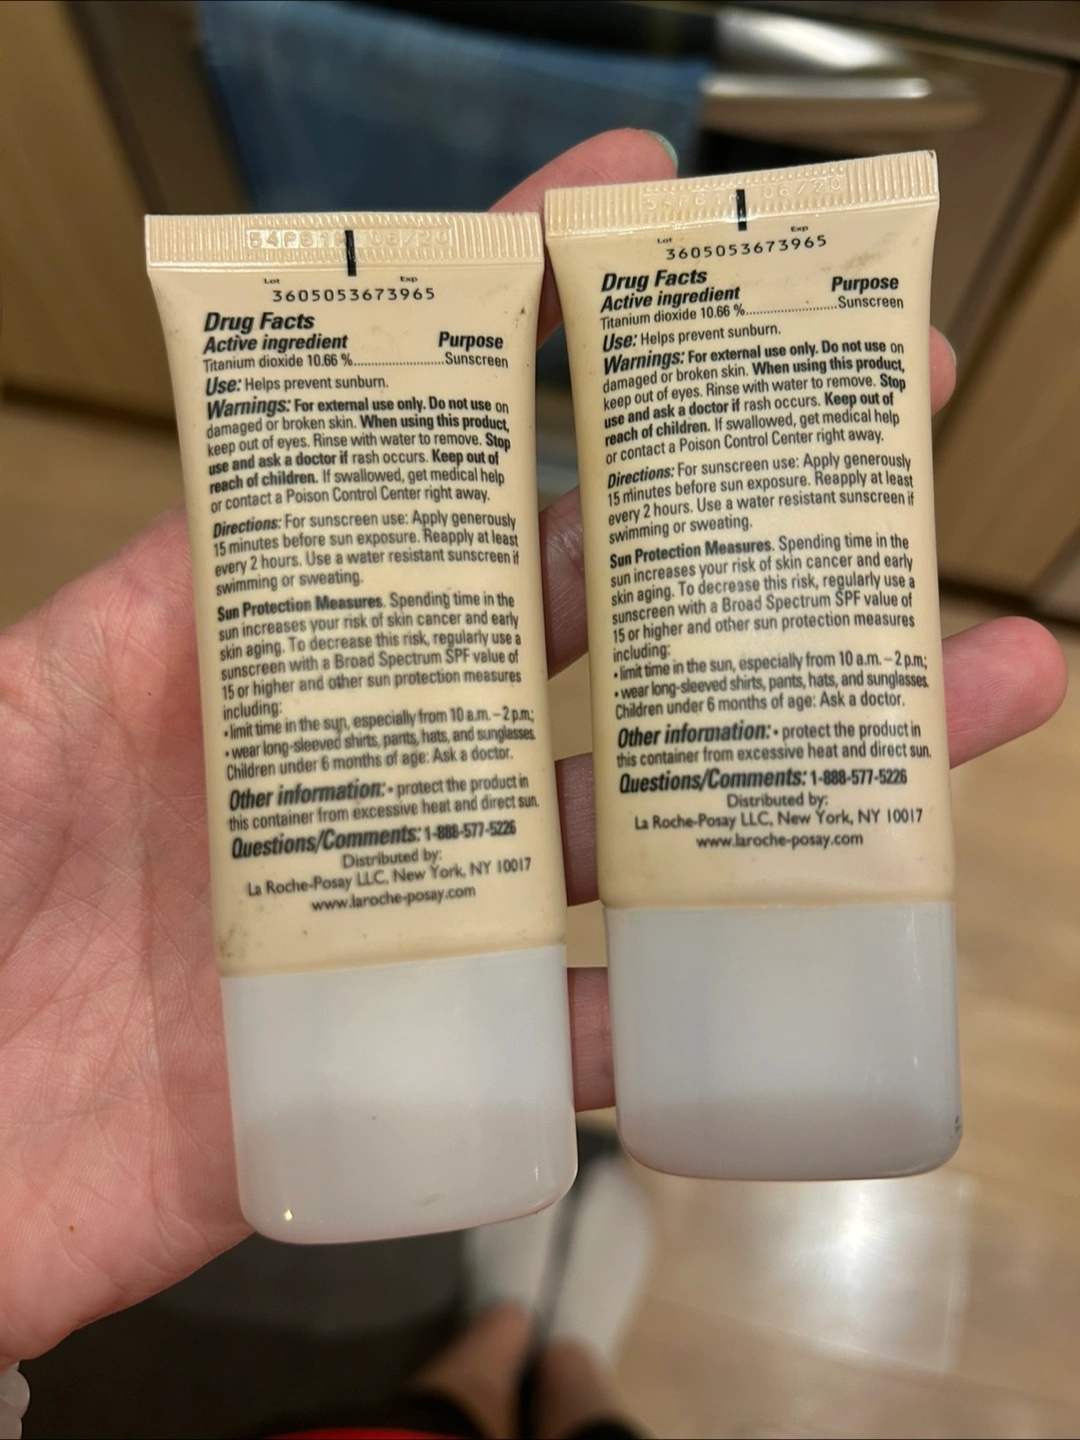 06/20
Lot Exp
3605053673965
Drug Facts
Active ingredient Purpose
Titanium dioxide 10.66 %......................Sunscreen
Use: Helps prevent sunburn.
Warnings: For external use only. Do not use on
damaged or broken skin. When using this product,
keep out of eyes. Rinse with water to remove. Stop
use and ask a doctor if rash occurs. Keep out of
reach of children. If swallowed, get medical help
or contact a Poison Control Center right away.
Directions: For sunscreen use: Apply generously
15 minutes before sun exposure. Reapply at least
every 2 hours. Use a water resistant sunscreen if
swimming or sweating.
Sun Protection Measures. Spending time in the
sun increases your risk of skin cancer and early
skin aging. To decrease this risk, regularly use a
sunscreen with a Broad Spectrum SPF value of
15 or higher and other sun protection measures
including:
• limit time in the sun, especially from 10 a.m. – 2 p.m.;
• wear long-sleeved shirts, pants, hats, and sunglasses.
Children under 6 months of age: Ask a doctor.
Other information: • protect the product in
this container from excessive heat and direct sun.
Questions/Comments: 1-888-577-5226
Distributed by:
La Roche-Posay LLC, New York, NY 10017
www.laroche-posay.com
06/20
Lot Exp
3605053673965
Drug Facts
Active ingredient Purpose
Titanium dioxide 10.66 %......................Sunscreen
Use: Helps prevent sunburn.
Warnings: For external use only. Do not use on
damaged or broken skin. When using this product,
keep out of eyes. Rinse with water to remove. Stop
use and ask a doctor if rash occurs. Keep out of
reach of children. If swallowed, get medical help
or contact a Poison Control Center right away.
Directions: For sunscreen use: Apply generously
15 minutes before sun exposure. Reapply at least
every 2 hours. Use a water resistant sunscreen if
swimming or sweating.
Sun Protection Measures. Spending time in the
sun increases your risk of skin cancer and early
skin aging. To decrease this risk, regularly use a
sunscreen with a Broad Spectrum SPF value of
15 or higher and other sun protection measures
including:
• limit time in the sun, especially from 10 a.m. – 2 p.m.;
• wear long-sleeved shirts, pants, hats, and sunglasses.
Children under 6 months of age: Ask a doctor.
Other information: • protect the product in
this container from excessive heat and direct sun.
Questions/Comments: 1-888-577-5226
Distributed by:
La Roche-Posay LLC, New York, NY 10017
www.laroche-posay.com